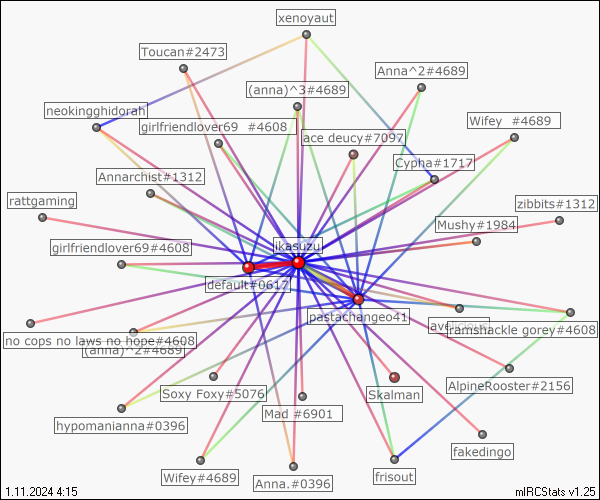 xenoyaut
Toucan#2473
Anna^2#4689
(anna)^3#4689
neokingghidorah
girlfriendlover69 #4608
Wifey #4689
ace deucy#7097
Cypha#1717
Annarchist#1312
rattgaming
zibbits#1312
Mushy#1984
girlfriendlover69#4608
ikasuzu
default#0617
pastachangeo41
ramshackle gorey#4608
no cops no laws no hope#4608
(anna)^2#4689
AlpineRooster#2156
Soxy Foxy#5076
Skalman
Mad #6901
hypomanianna#0396
fakedingo
Wifey#4689
Anna.#0396
frisout
1.11.2024 4:15
mIRCStats v1.25